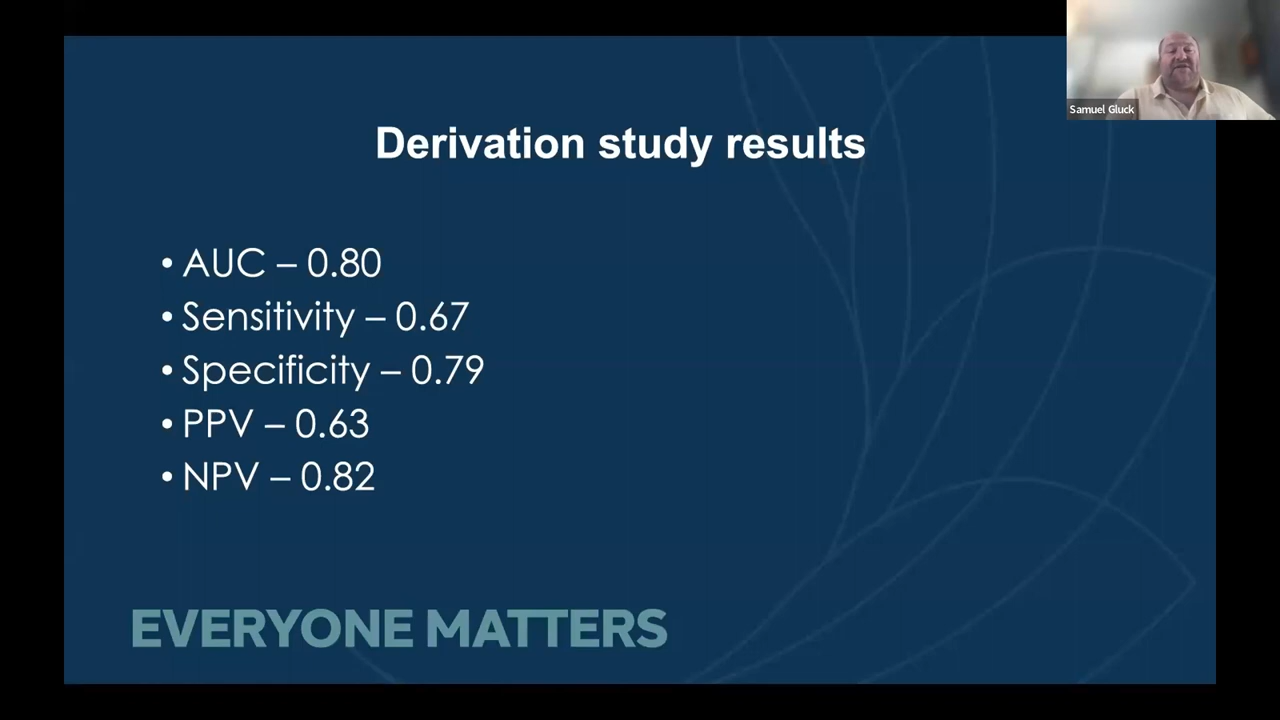 Samuel Gluck
Derivation study results
• AUC – 0.80
• Sensitivity – 0.67
• Specificity – 0.79
• PPV – 0.63
• NPV – 0.82
EVERYONE MATTERS